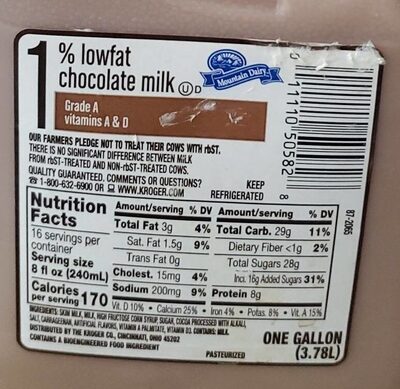 1 % lowfat
chocolate milk Ⓤ D
Mountain Dairy
Grade A
vitamins A & D
OUR FARMERS PLEDGE NOT TO TREAT THEIR COWS WITH rbST.
THERE IS NO SIGNIFICANT DIFFERENCE BETWEEN MILK
FROM rbST-TREATED AND NON-rbST-TREATED COWS.
QUALITY GUARANTEED. COMMENTS OR QUESTIONS?
☎ 1-800-632-6900 OR WWW.KROGER.COM
KEEP
REFRIGERATED
0 11110 50382 8
87-2065
Nutrition
Facts
16 servings per
container
Serving size
8 fl oz (240mL)
Calories
per serving 170
Amount/serving % DV
Total Fat 3g 4%
Sat. Fat 1.5g 9%
Trans Fat 0g
Cholest. 15mg 4%
Sodium 200mg 9%
Amount/serving % DV
Total Carb. 29g 11%
Dietary Fiber <1g 2%
Total Sugars 28g
Incl. 16g Added Sugars 31%
Protein 8g
Vit. D 10% • Calcium 25% • Iron 4% • Potas. 8% • Vit. A 15%
INGREDIENTS: SKIM MILK, MILK, HIGH FRUCTOSE CORN SYRUP, SUGAR, COCOA PROCESSED WITH ALKALI,
SALT, CARRAGEENAN, ARTIFICIAL FLAVORS, VITAMIN A PALMITATE, VITAMIN D3. CONTAINS: MILK.
DISTRIBUTED BY THE KROGER CO., CINCINNATI, OHIO 45202
CONTAINS A BIOENGINEERED FOOD INGREDIENT
PASTEURIZED
ONE GALLON
(3.78L)